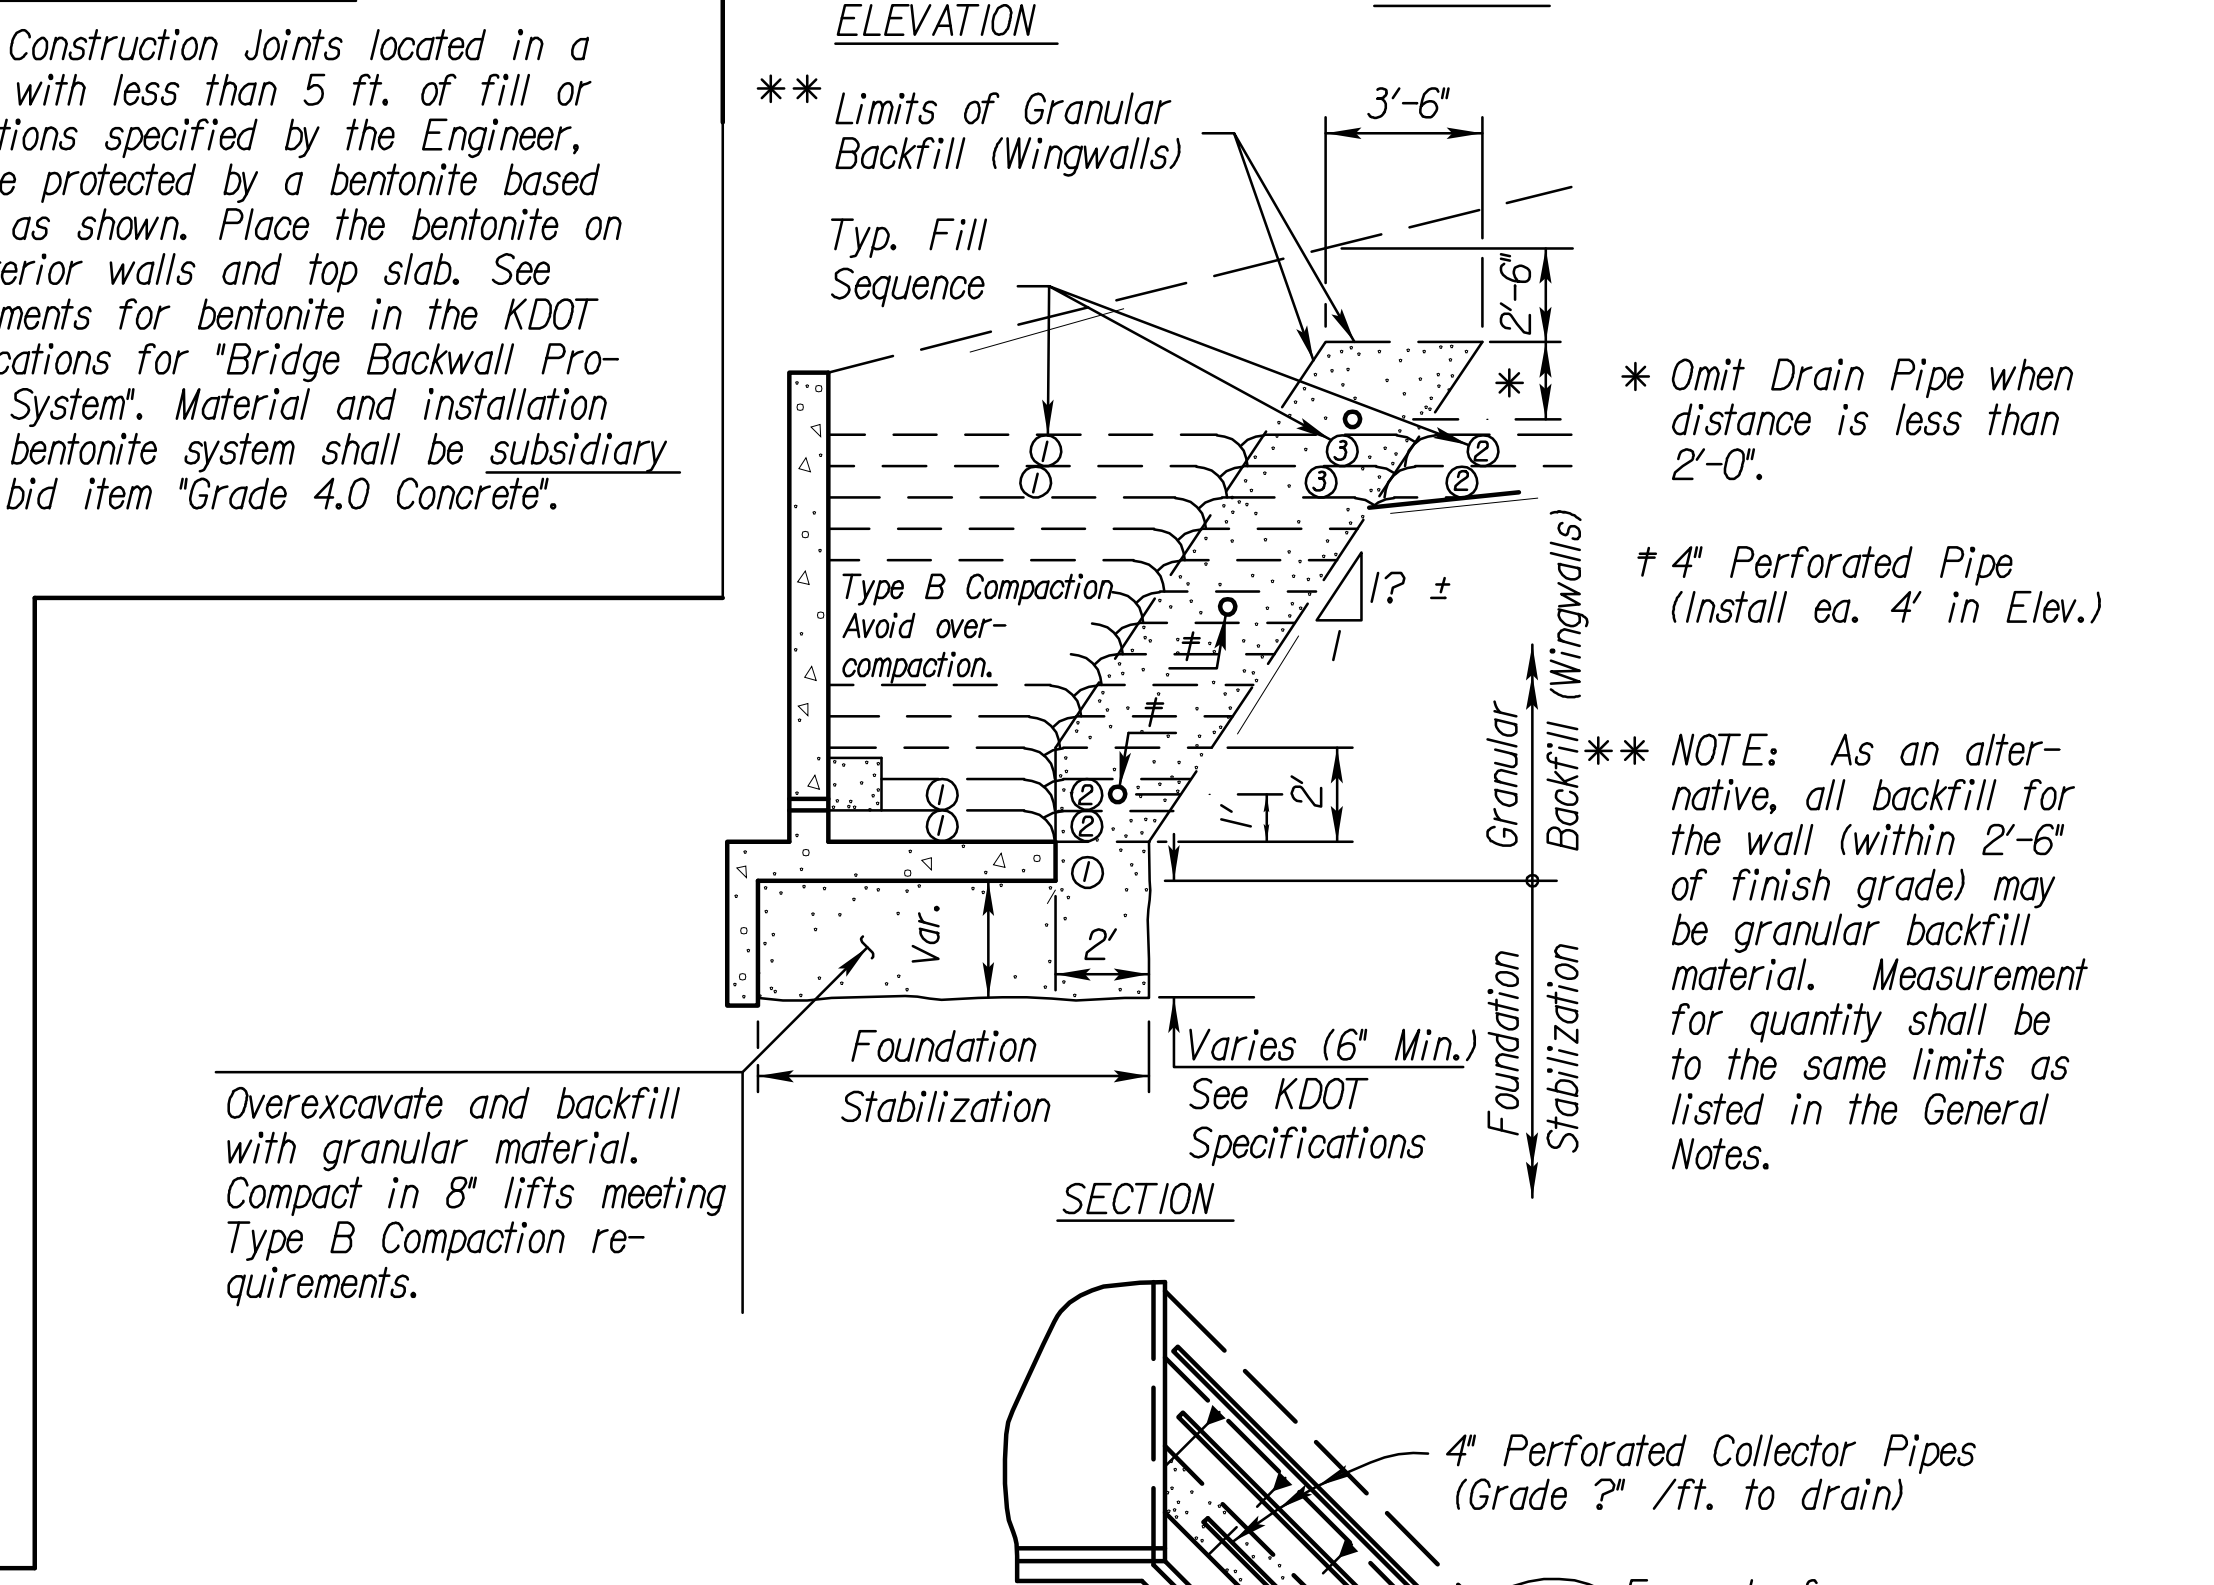 Construction Joints located in a
with less than 5 ft. of fill or
tions specified by the Engineer,
e protected by a bentonite based
as shown. Place the bentonite on
erior walls and top slab. See
ments for bentonite in the KDOT
cations for "Bridge Backwall Pro-
System". Material and installation
bentonite system shall be subsidiary
bid item "Grade 4.0 Concrete".
ELEVATION
** Limits of Granular
Backfill (Wingwalls)
Typ. Fill
Sequence
3'-6"
2'-6"
*
1
1
3
3
2
2
Type B Compaction
Avoid over-
compaction.
1? ±
1
ǂ
ǂ
1
1
2
2
1
1'
2'
Var.
2'
Foundation
Stabilization
Varies (6" Min.)
See KDOT
Specifications
Granular
Backfill (Wingwalls)
Foundation
Stabilization
* Omit Drain Pipe when
distance is less than
2'-0".
ǂ 4" Perforated Pipe
(Install ea. 4' in Elev.)
** NOTE: As an alter-
native, all backfill for
the wall (within 2'-6"
of finish grade) may
be granular backfill
material. Measurement
for quantity shall be
to the same limits as
listed in the General
Notes.
Overexcavate and backfill
with granular material.
Compact in 8" lifts meeting
Type B Compaction re-
quirements.
SECTION
4" Perforated Collector Pipes
(Grade ?" /ft. to drain)